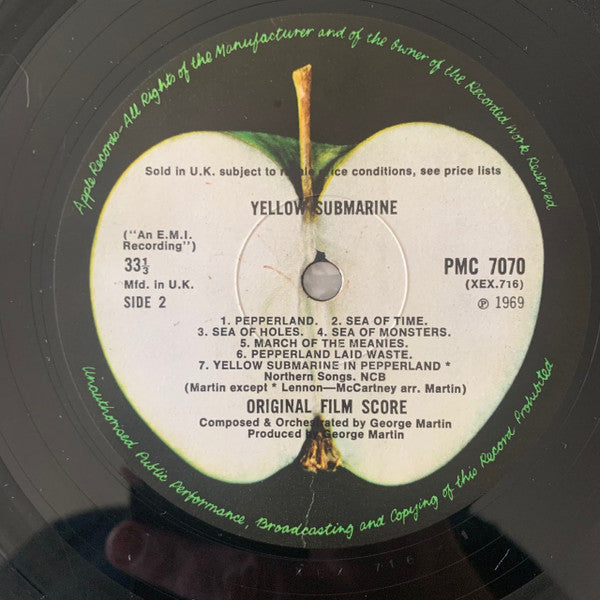 Apple Records-All Rights of the Manufacturer and of the Owner of the Recorded Work Reserved
Sold in U.K. subject to price conditions, see price lists
YELLOW SUBMARINE
("An E.M.I.
Recording")
33⅓
Mfd. in U.K.
SIDE 2
PMC 7070
(XEX.716)
℗ 1969
1. PEPPERLAND. 2. SEA OF TIME.
3. SEA OF HOLES. 4. SEA OF MONSTERS.
5. MARCH OF THE MEANIES.
6. PEPPERLAND LAID WASTE.
7. YELLOW SUBMARINE IN PEPPERLAND *
Northern Songs. NCB
(Martin except * Lennon—McCartney arr. Martin)
ORIGINAL FILM SCORE
Composed & Orchestrated by George Martin
Produced by George Martin
Unauthorised Public Performance, Broadcasting and Copying of this Record Prohibited
XEX 716